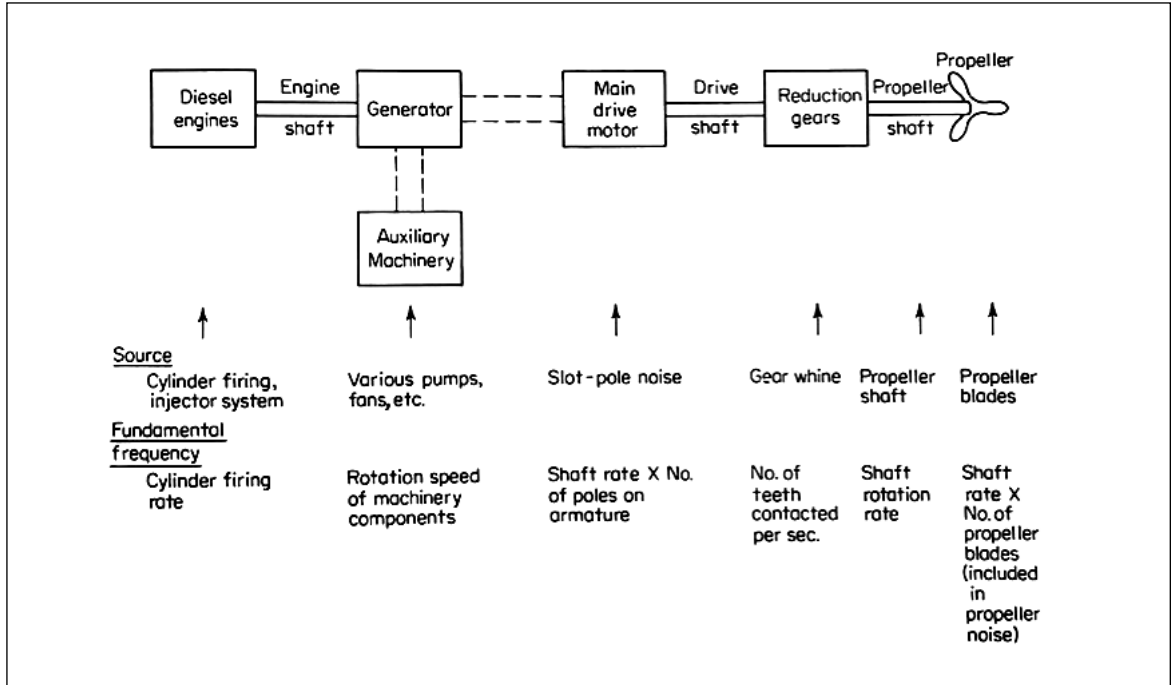 Propeller
Diesel
engines
Engine
shaft
Generator
Main
drive
motor
Drive
shaft
Reduction
gears
Propeller
shaft
Auxiliary
Machinery
Source
Cylinder firing,
injector system
Various pumps,
fans, etc.
Slot-pole noise
Gear whine
Propeller
shaft
Propeller
blades
Fundamental
frequency
Cylinder firing
rate
Rotation speed
of machinery
components
Shaft rate X No.
of poles on
armature
No. of
teeth
contacted
per sec.
Shaft
rotation
rate
Shaft
rate X
No. of
propeller
blades
(included
in
propeller
noise)